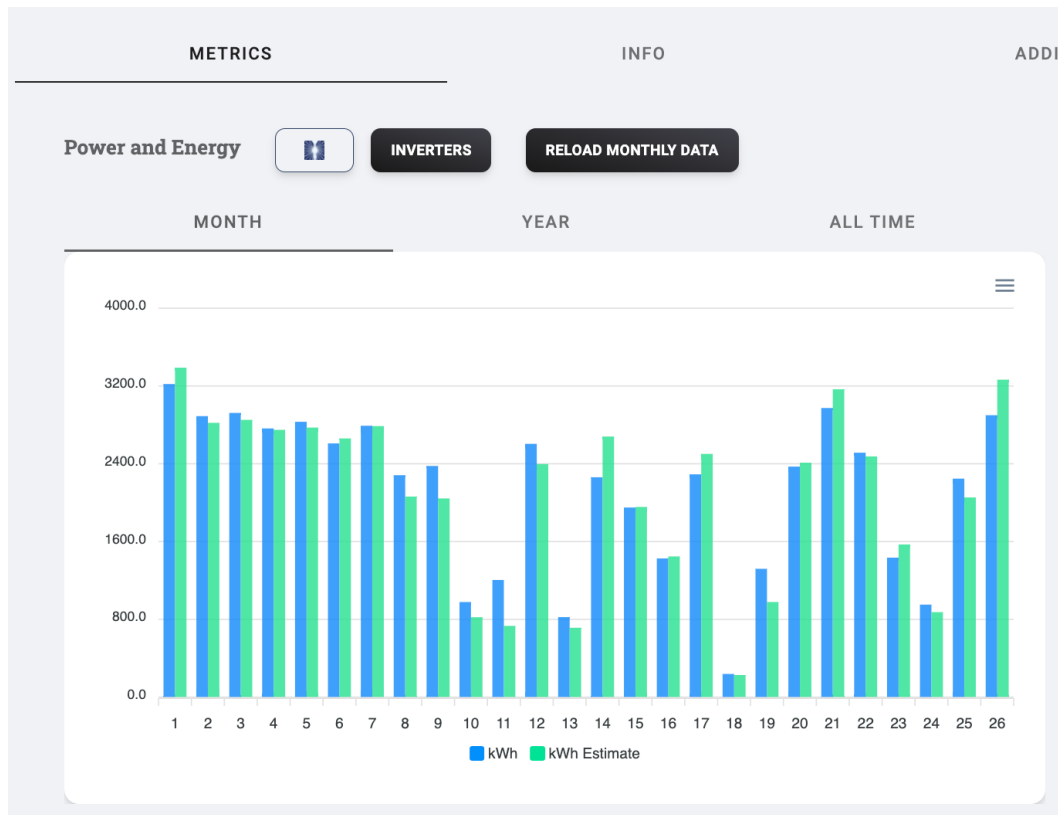 METRICS INFO ADDI
Power and Energy INVERTERS RELOAD MONTHLY DATA
MONTH YEAR ALL TIME
4000.0
3200.0
2400.0
1600.0
800.0
0.0
1 2 3 4 5 6 7 8 9 10 11 12 13 14 15 16 17 18 19 20 21 22 23 24 25 26
kWh kWh Estimate